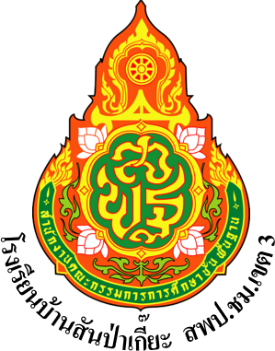 สำนักงานคณะกรรมการการศึกษาขั้นพื้นฐาน
โรงเรียนบ้านสันป่าเกี๊ยะ สพป.ชม.เขต 3